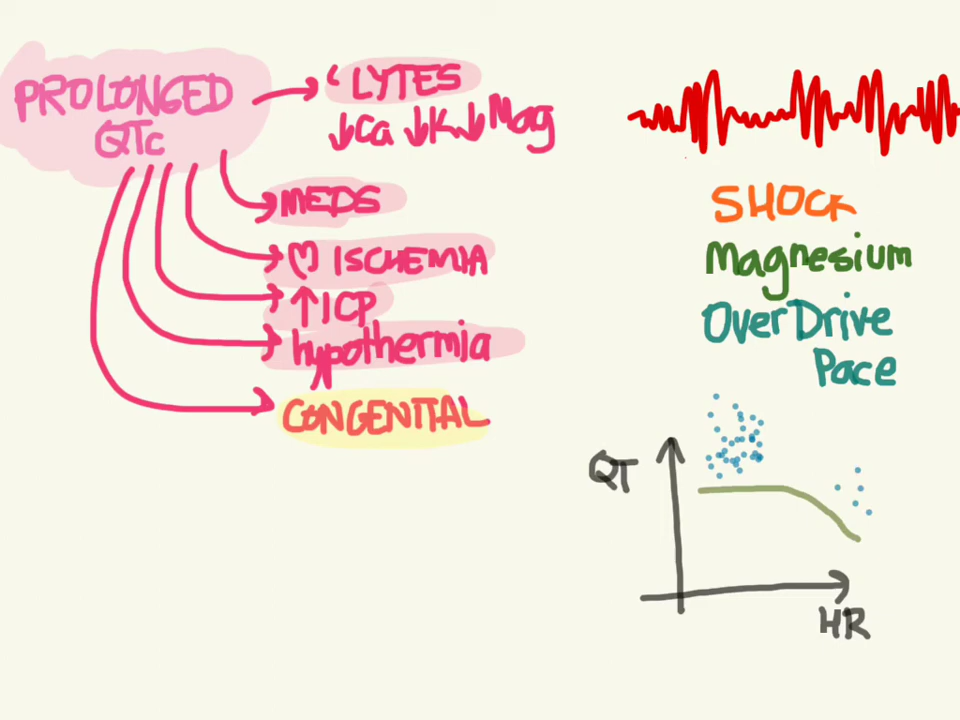 PROLONGED
QTc
'LYTES
↓Ca ↓K ↓Mag
MEDS
♡ ISCHEMIA
↑ICP
hypothermia
CONGENITAL
SHOCK
Magnesium
OverDrive
Pace
QT
HR